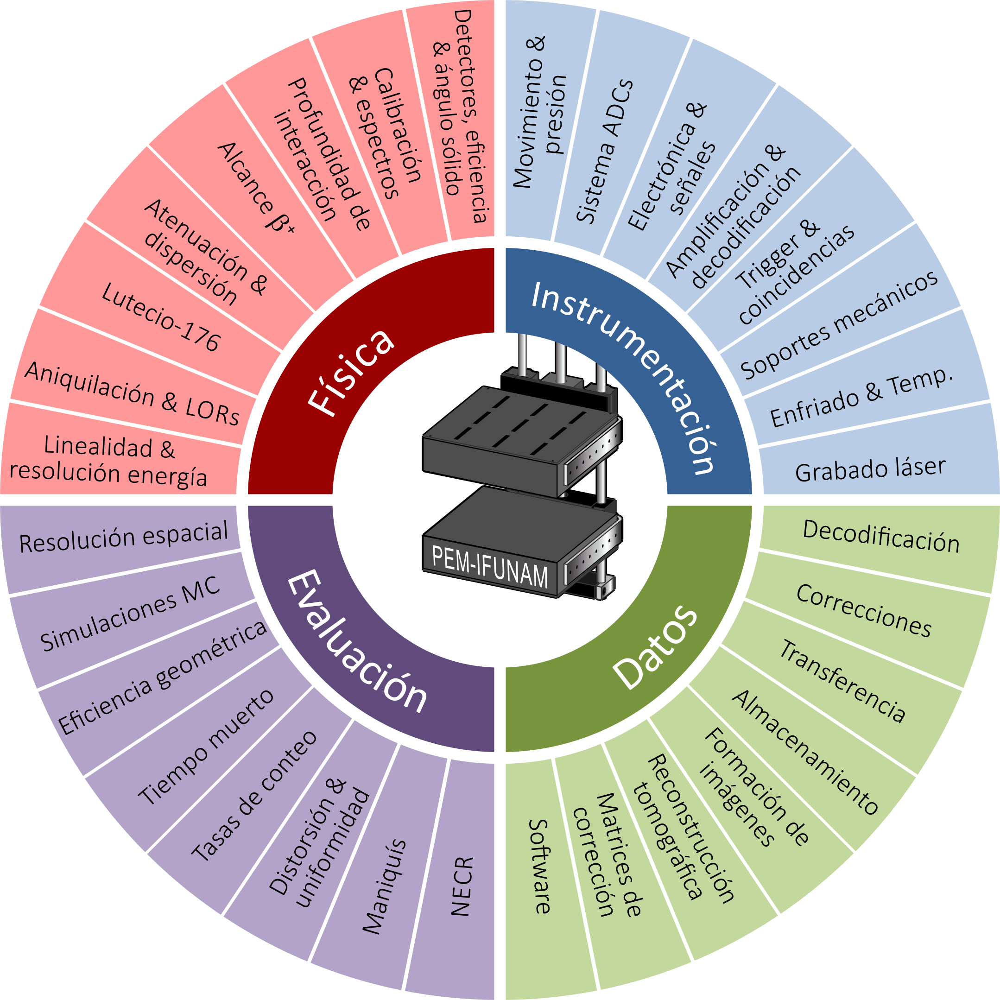 Física
Detectores, eficiencia
& ángulo sólido
Calibración
& espectros
Profundidad de
interacción
Alcance β+
Atenuación &
dispersión
Lutecio-176
Aniquilación & LORs
Linealidad &
resolución energía
Instrumentación
Movimiento &
presión
Sistema ADCs
Electrónica &
señales
Amplificación &
decodificación
Trigger &
coincidencias
Soportes mecánicos
Enfriado & Temp.
Grabado láser
Datos
Decodificación
Correcciones
Transferencia
Almacenamiento
Formación de
imágenes
Reconstrucción
tomográfica
Matrices de
corrección
Software
Evaluación
Resolución espacial
Simulaciones MC
Eficiencia geométrica
Tiempo muerto
Tasas de conteo
Distorsión &
uniformidad
Maniquís
NECR
PEM-IFUNAM